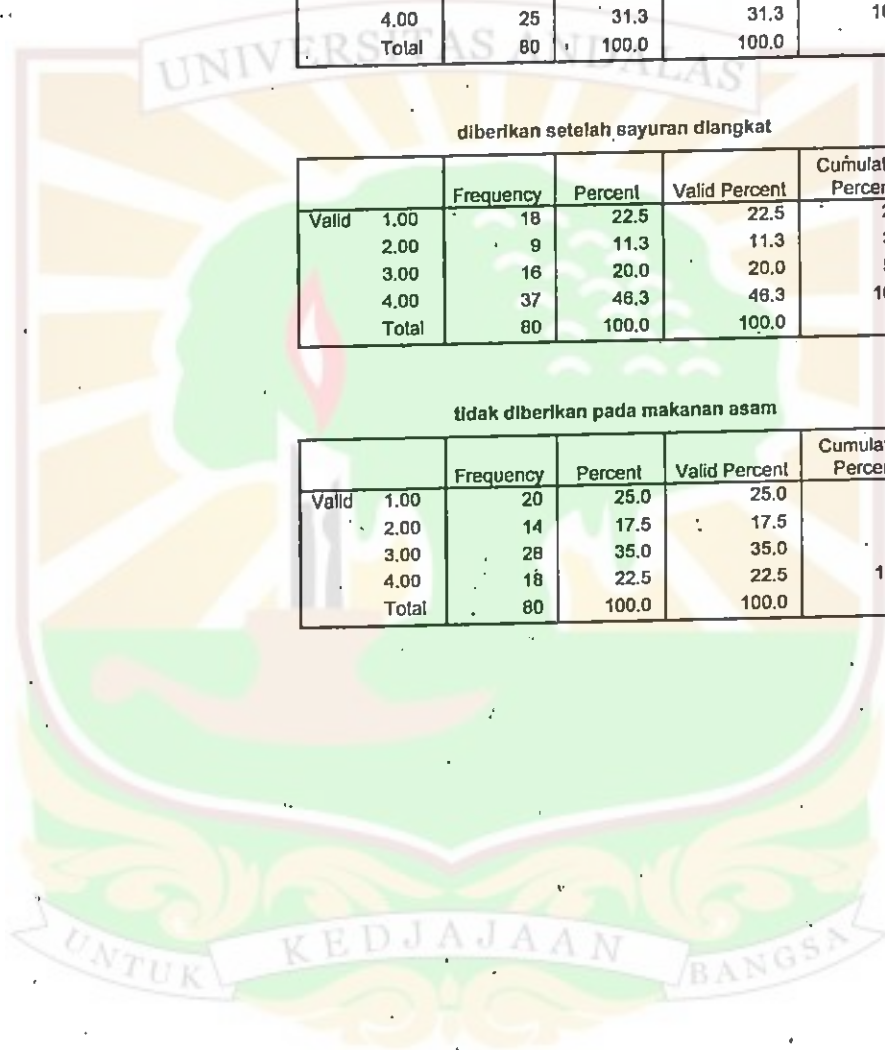 4.00 25 31.3 31.3
Total 80 100.0 100.0
UNIVERSITAS ANDALAS
diberikan setelah sayuran diangkat
Frequency Percent Valid Percent
Valid 1.00 18 22.5 22.5
2.00 9 11.3 11.3
3.00 16 20.0 20.0
4.00 37 46.3 46.3
Total 80 100.0 100.0
tidak diberikan pada makanan asam
Frequency Percent Valid Percent
Valid 1.00 20 25.0 25.0
2.00 14 17.5 17.5
3.00 28 35.0 35.0
4.00 18 22.5 22.5
Total 80 100.0 100.0
UNTUK KEDJAJAAN BANGSA